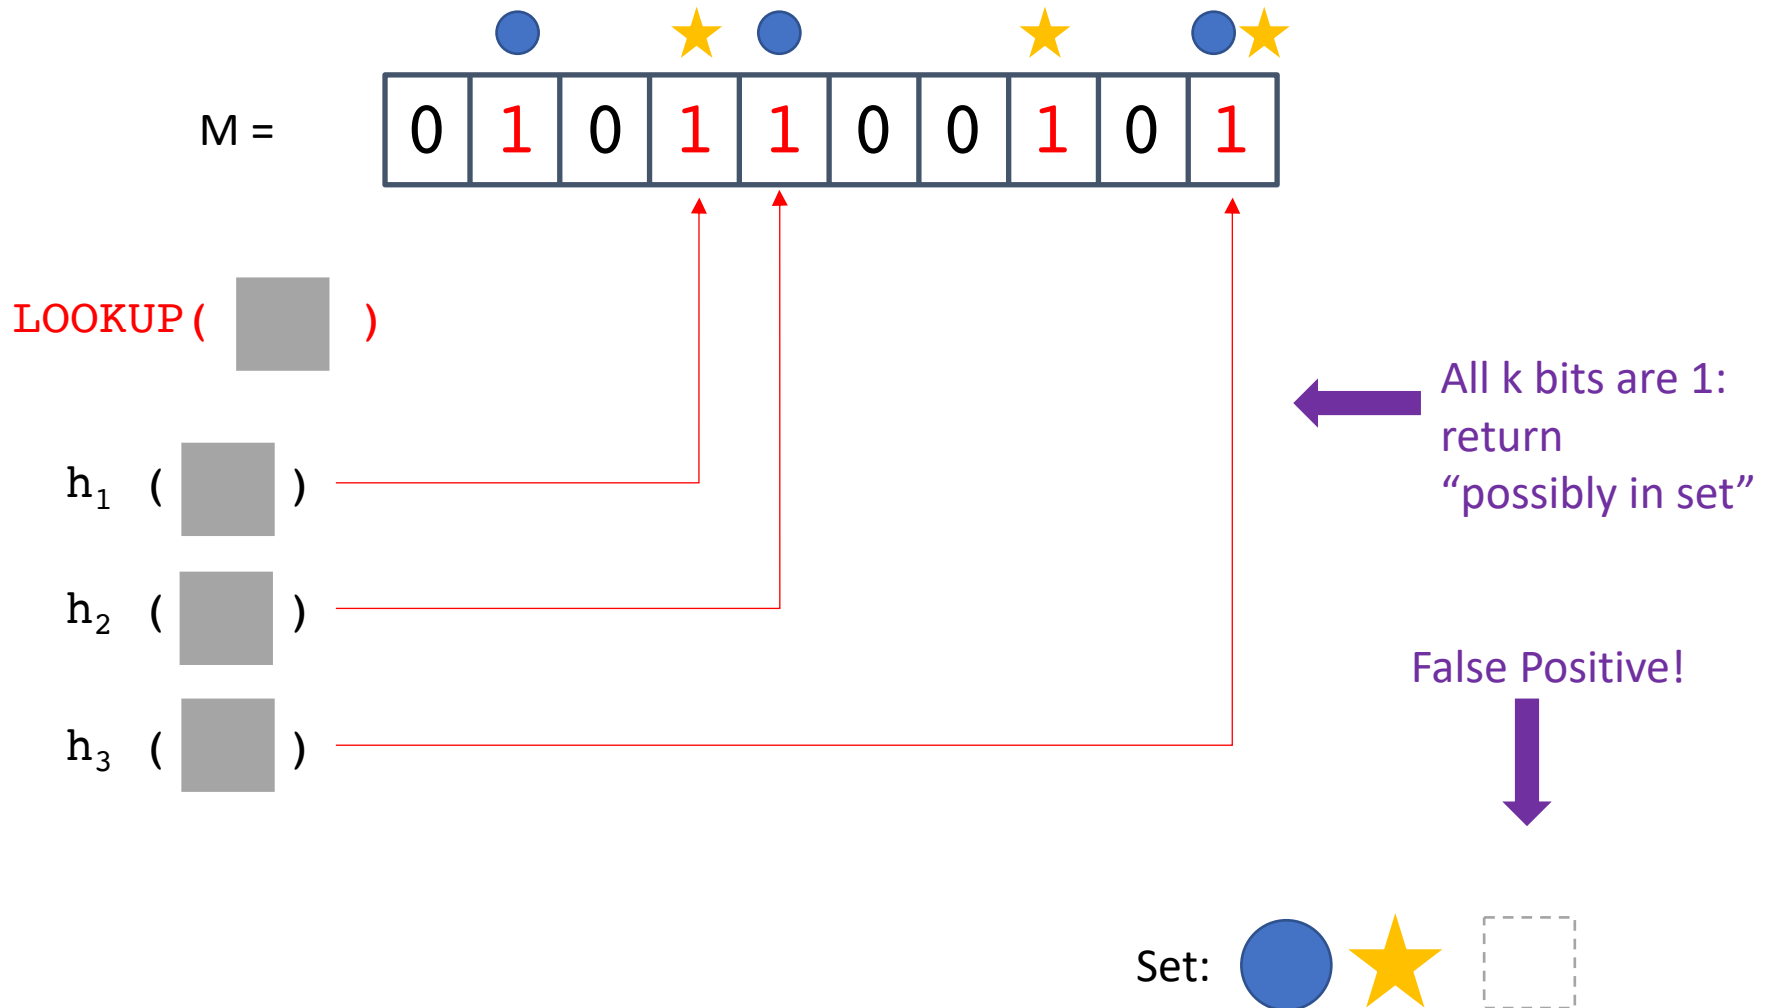 M = 0 1 0 1 1 0 0 1 0 1
LOOKUP( )
All k bits are 1:
return
“possibly in set”
h1 ( )
h2 ( )
False Positive!
h3 ( )
Set: